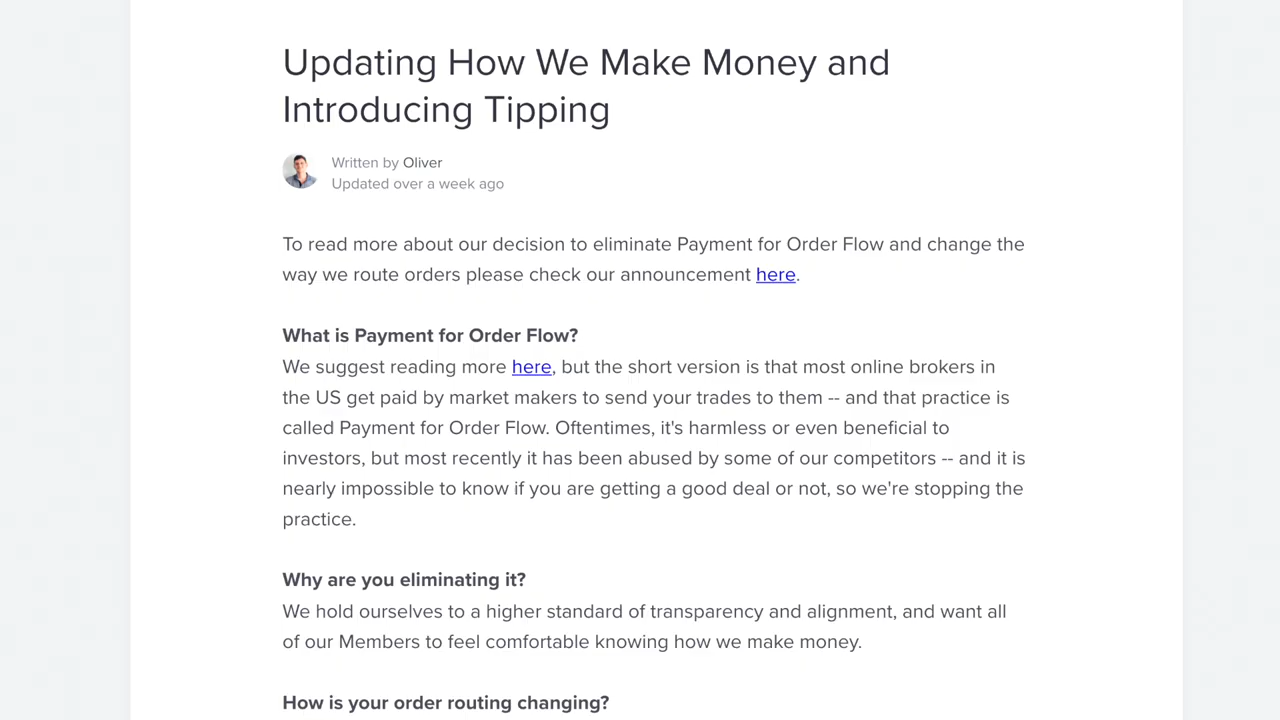 Updating How We Make Money and
Introducing Tipping
Written by Oliver
Updated over a week ago
To read more about our decision to eliminate Payment for Order Flow and change the
way we route orders please check our announcement here.
What is Payment for Order Flow?
We suggest reading more here, but the short version is that most online brokers in
the US get paid by market makers to send your trades to them -- and that practice is
called Payment for Order Flow. Oftentimes, it's harmless or even beneficial to
investors, but most recently it has been abused by some of our competitors -- and it is
nearly impossible to know if you are getting a good deal or not, so we're stopping the
practice.
Why are you eliminating it?
We hold ourselves to a higher standard of transparency and alignment, and want all
of our Members to feel comfortable knowing how we make money.
How is your order routing changing?